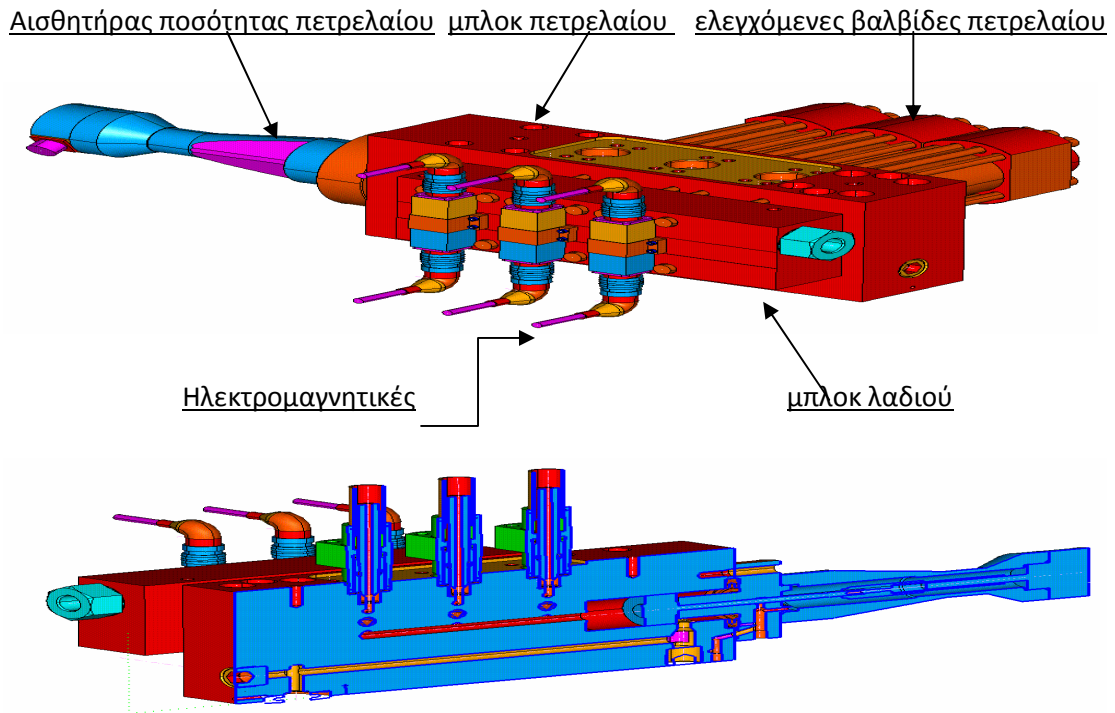 Αισθητήρας ποσότητας πετρελαίου μπλοκ πετρελαίου ελεγχόμενες βαλβίδες πετρελαίου
Ηλεκτρομαγνητικές μπλοκ λαδιού